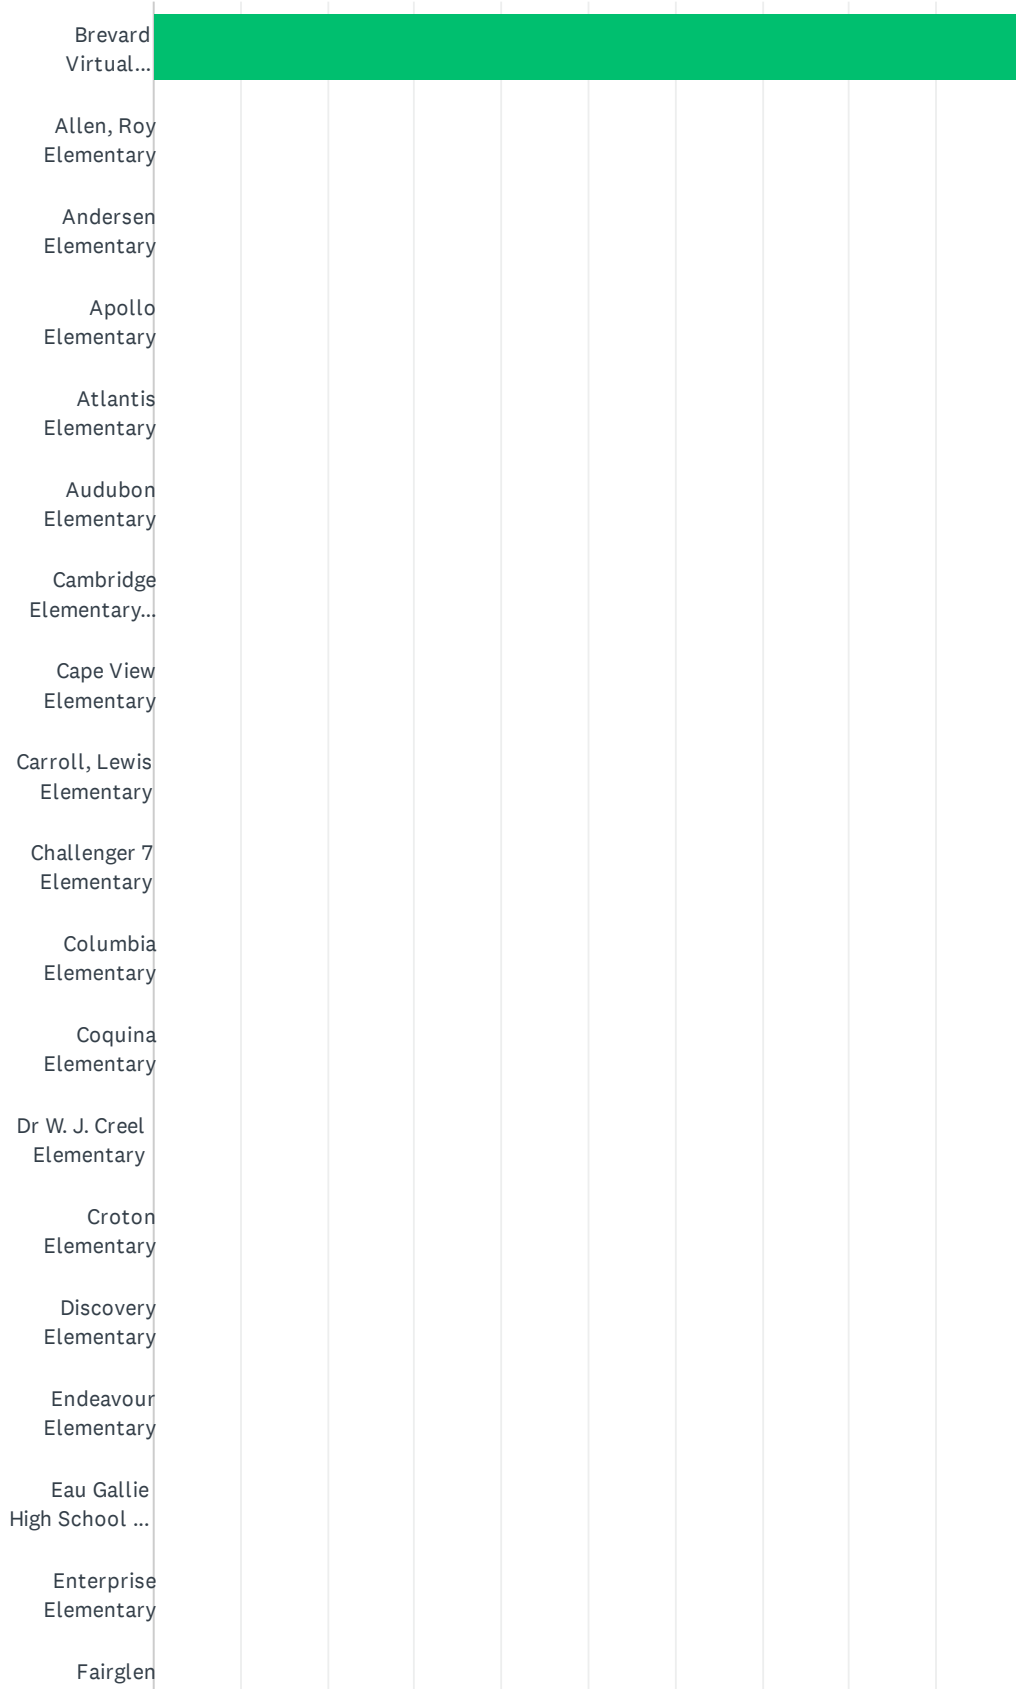 Brevard
Virtual...
Allen, Roy
Elementary
Andersen
Elementary
Apollo
Elementary
Atlantis
Elementary
Audubon
Elementary
Cambridge
Elementary...
Cape View
Elementary
Carroll, Lewis
Elementary
Challenger 7
Elementary
Columbia
Elementary
Coquina
Elementary
Dr W. J. Creel
Elementary
Croton
Elementary
Discovery
Elementary
Endeavour
Elementary
Eau Gallie
High School ...
Enterprise
Elementary
Fairglen